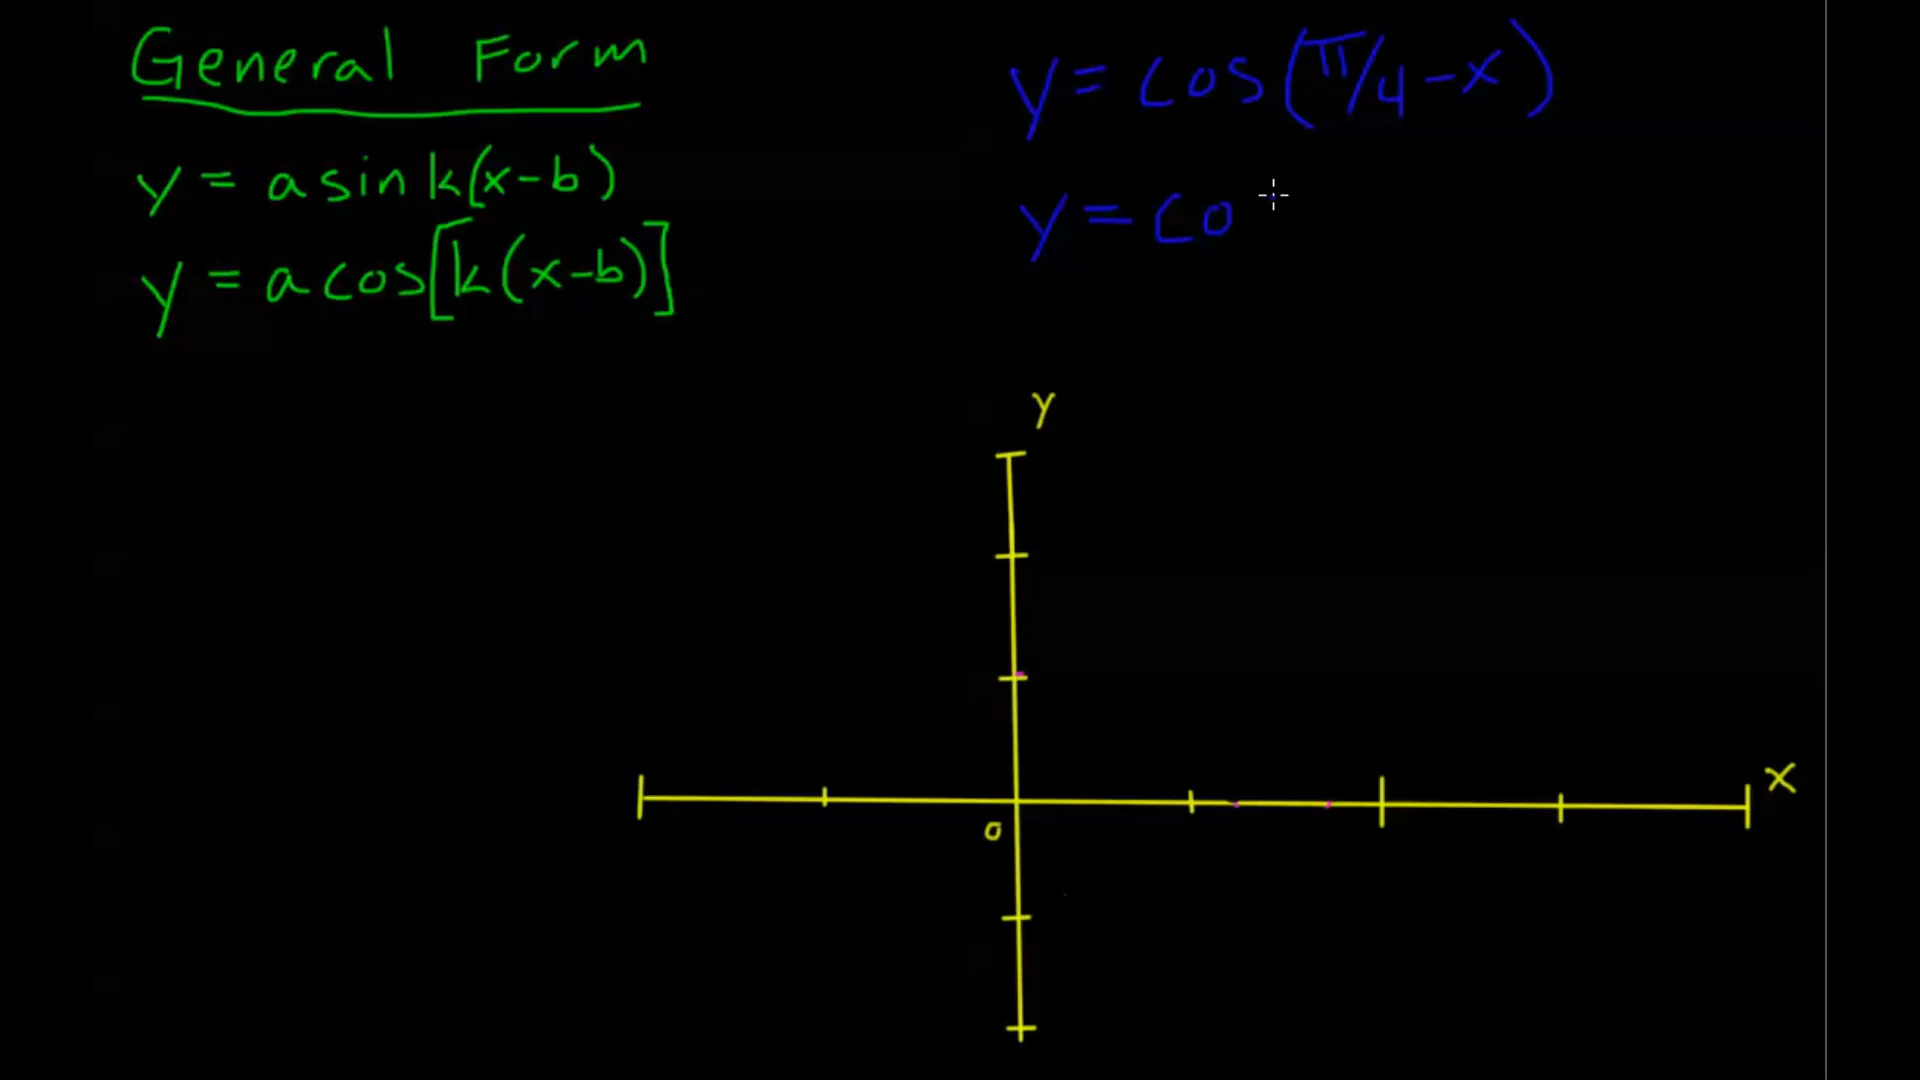 General Form
y = a sin k(x-b)
y = a cos[k(x-b)]
y = cos(π/4 - x)
y = co
y
x
0